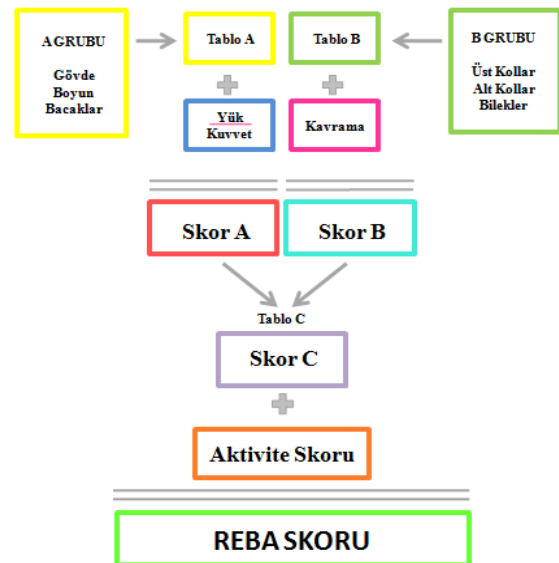 A GRUBU
Gövde
Boyun
Bacaklar
Tablo A
Tablo B
B GRUBU
Üst Kollar
Alt Kollar
Bilekler
Yük
Kuvvet
Kavrama
Skor A
Skor B
Tablo C
Skor C
Aktivite Skoru
REBA SKORU